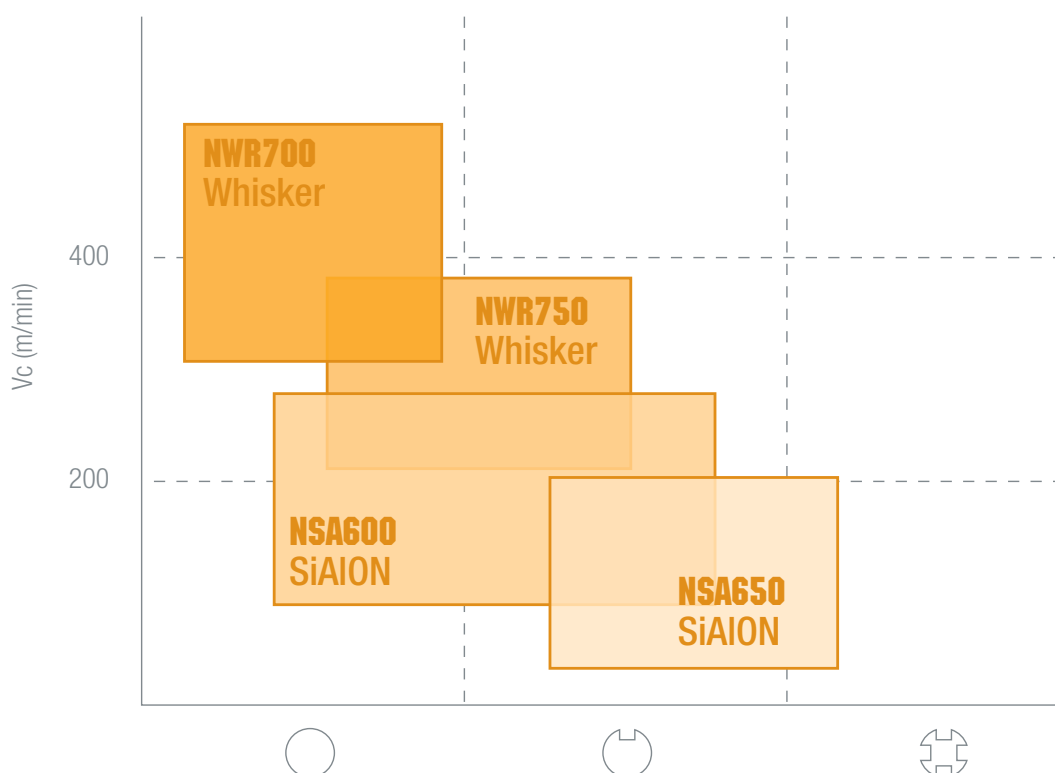 NWR700
Whisker
400
NWR750
Whisker
Vc (m/min)
200
NSA600
SiAlON
NSA650
SiAlON